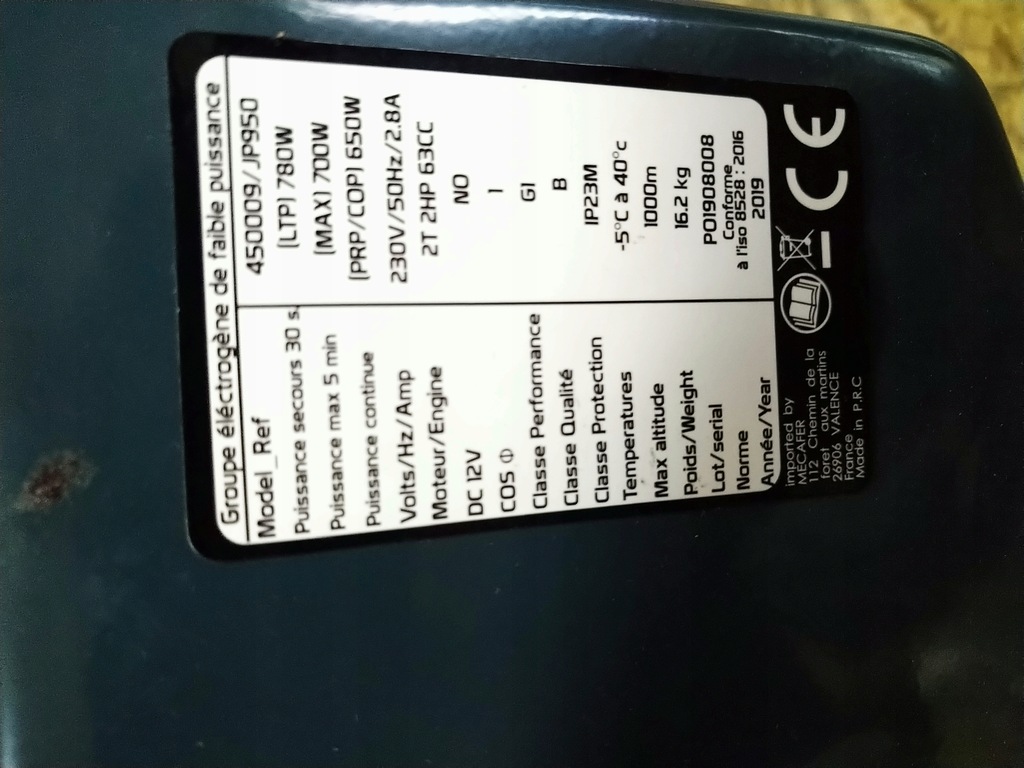 Groupe éléctrogène de faible puissance
Model_Ref 450009/JP950
Puissance secours 30 s. (LTP) 780W
Puissance max 5 min (MAX) 700W
Puissance continue (PRP/COP) 650W
Volts/Hz/Amp 230V/50Hz/2.8A
Moteur/Engine 2T 2HP 63CC
DC 12V NO
COS Φ 1
Classe Performance G1
Classe Qualité B
Classe Protection IP23M
Temperatures -5°C à 40°c
Max altitude 1000m
Poids/Weight 16.2 kg
Lot/serial PO1908008
Norme Conforme à l'iso 8528 : 2016
Année/Year 2019
Imported by
MECAFER
112 Chemin de la
foret aux martins
26906 VALENCE
France
Made in P.R.C
CE